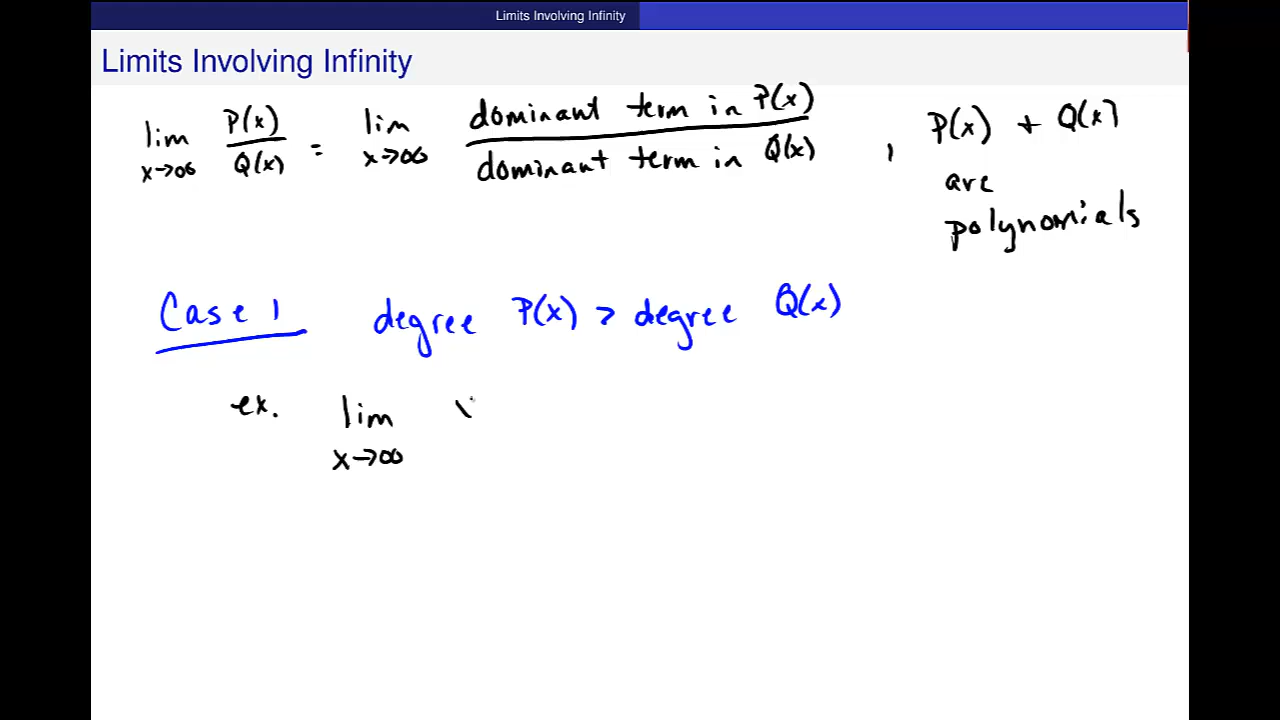 Limits Involving Infinity
Limits Involving Infinity
lim x→∞ P(x)/Q(x) = lim x→∞ dominant term in P(x) / dominant term in Q(x) , P(x) + Q(x)
are
polynomials
Case 1 degree P(x) > degree Q(x)
ex. lim x→∞